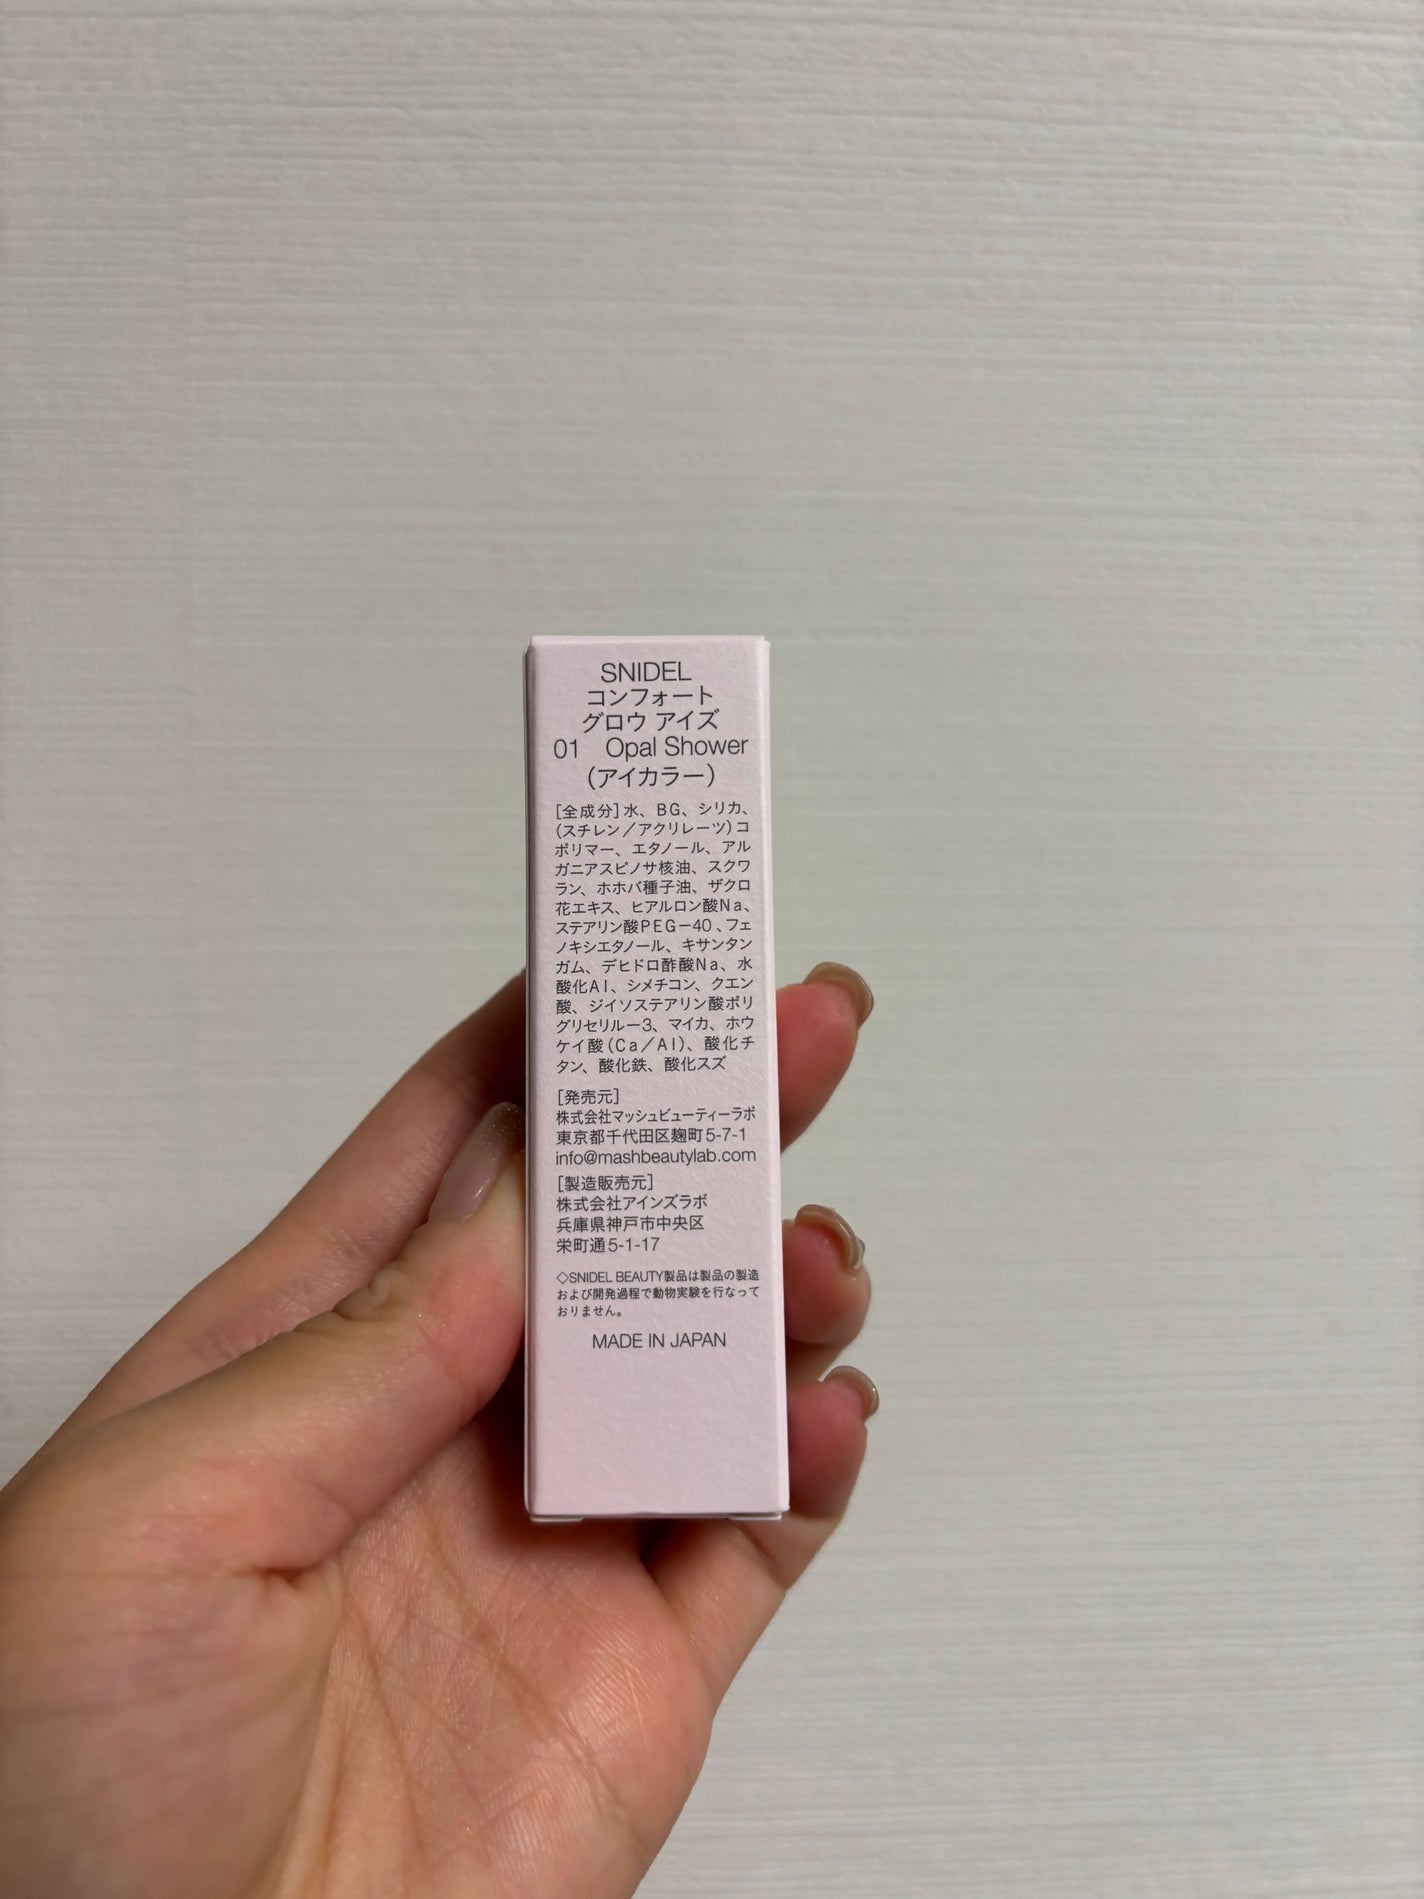 SNIDEL
コンフォート
グロウ アイズ
01　Opal Shower
(アイカラー)
[全成分]水、BG、シリカ、
(スチレン／アクリレーツ)コ
ポリマー、エタノール、アル
ガニアスピノサ核油、スクワ
ラン、ホホバ種子油、ザクロ
花エキス、ヒアルロン酸Na、
ステアリン酸PEG－40、フェ
ノキシエタノール、キサンタン
ガム、デヒドロ酢酸Na、水
酸化Al、シメチコン、クエン
酸、ジイソステアリン酸ポリ
グリセリル－3、マイカ、ホウ
ケイ酸(Ca／Al)、酸化チ
タン、酸化鉄、酸化スズ
[発売元]
株式会社マッシュビューティーラボ
東京都千代田区麹町5-7-1
info@mashbeautylab.com
[製造販売元]
株式会社アインズラボ
兵庫県神戸市中央区
栄町通5-1-17
◇SNIDEL BEAUTY製品は製品の製造
および開発過程で動物実験を行なって
おりません。
MADE IN JAPAN